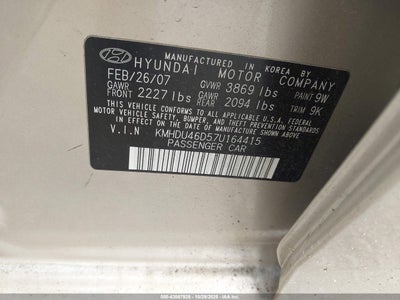 MANUFACTURED IN KOREA BY
HYUNDAI MOTOR COMPANY
FEB/26/07 GVWR 3869 lbs PAINT 9W
GAWR FRONT 2227 lbs GAWR REAR 2094 lbs TRIM 9K
THIS VEHICLE CONFORMS TO ALL APPLICABLE U.S.A. FEDERAL
MOTOR VEHICLE SAFETY, BUMPER, AND THEFT PREVENTION
STANDARDS IN EFFECT ON THE DATE OF MANUFACTURE SHOWN ABOVE.
V.I.N KMHDU46D57U164415
PASSENGER CAR
HYUNDAI MOTOR
COMPANY